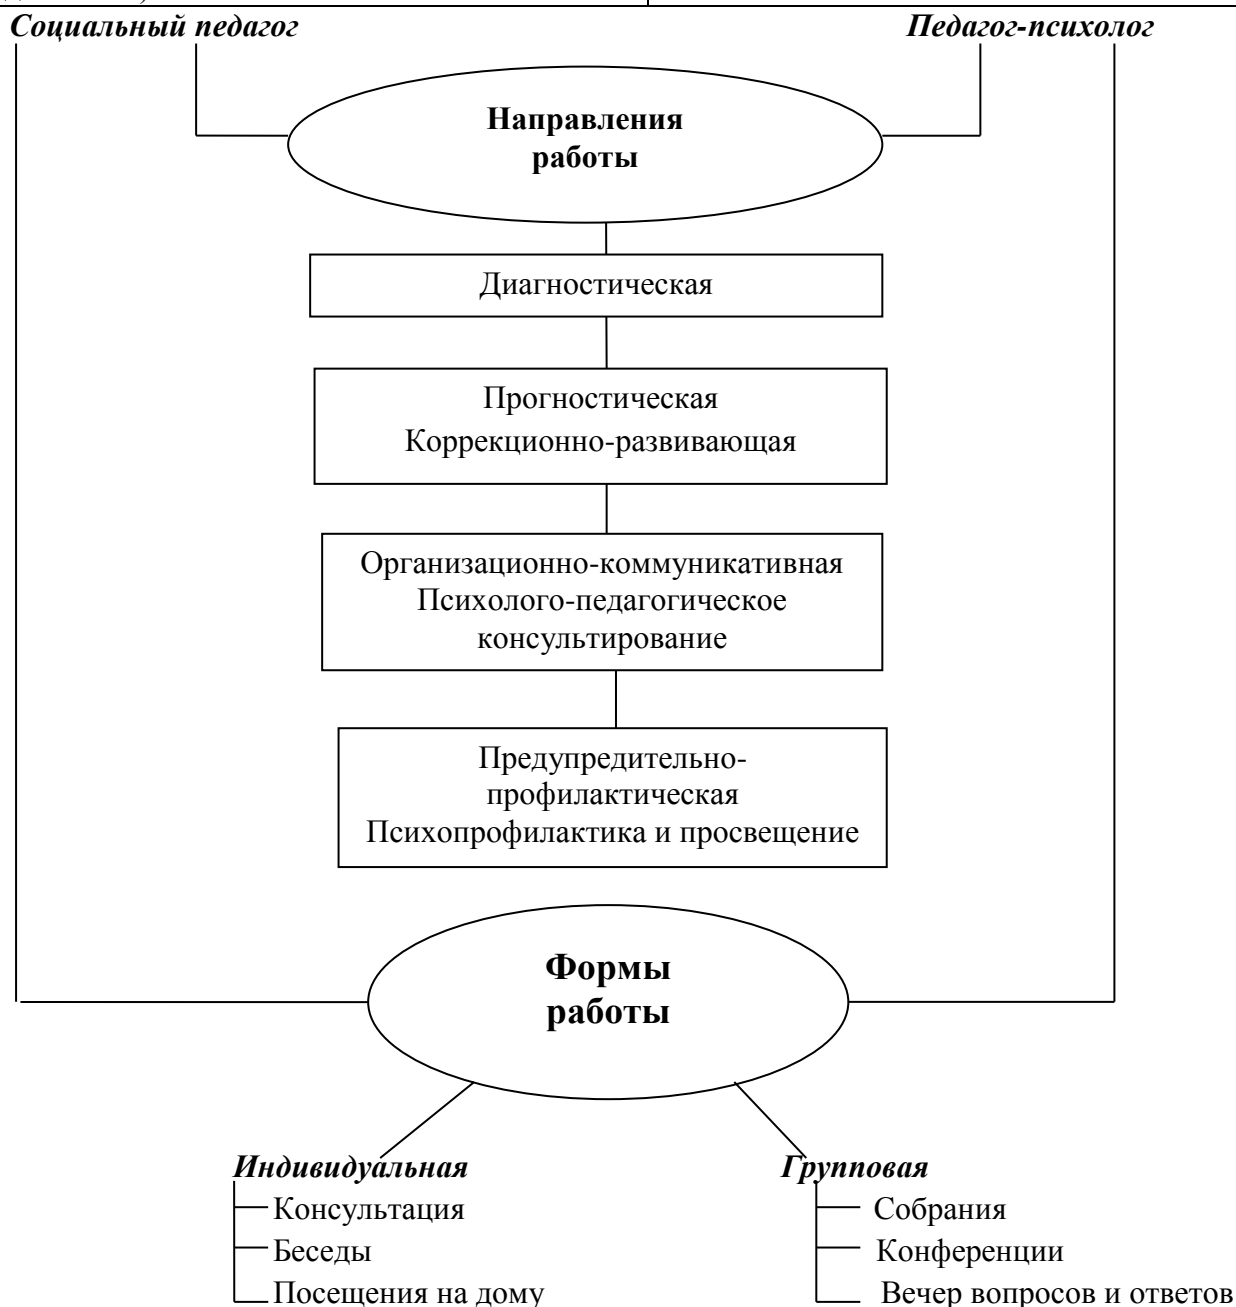 Социальный педагог
Педагог-психолог
Направления
работы
Диагностическая
Прогностическая
Коррекционно-развивающая
Организационно-коммуникативная
Психолого-педагогическое
консультирование
Предупредительно-
профилактическая
Психопрофилактика и просвещение
Формы
работы
Индивидуальная
Консультация
Беседы
Посещения на дому
Групповая
Собрания
Конференции
Вечер вопросов и ответов